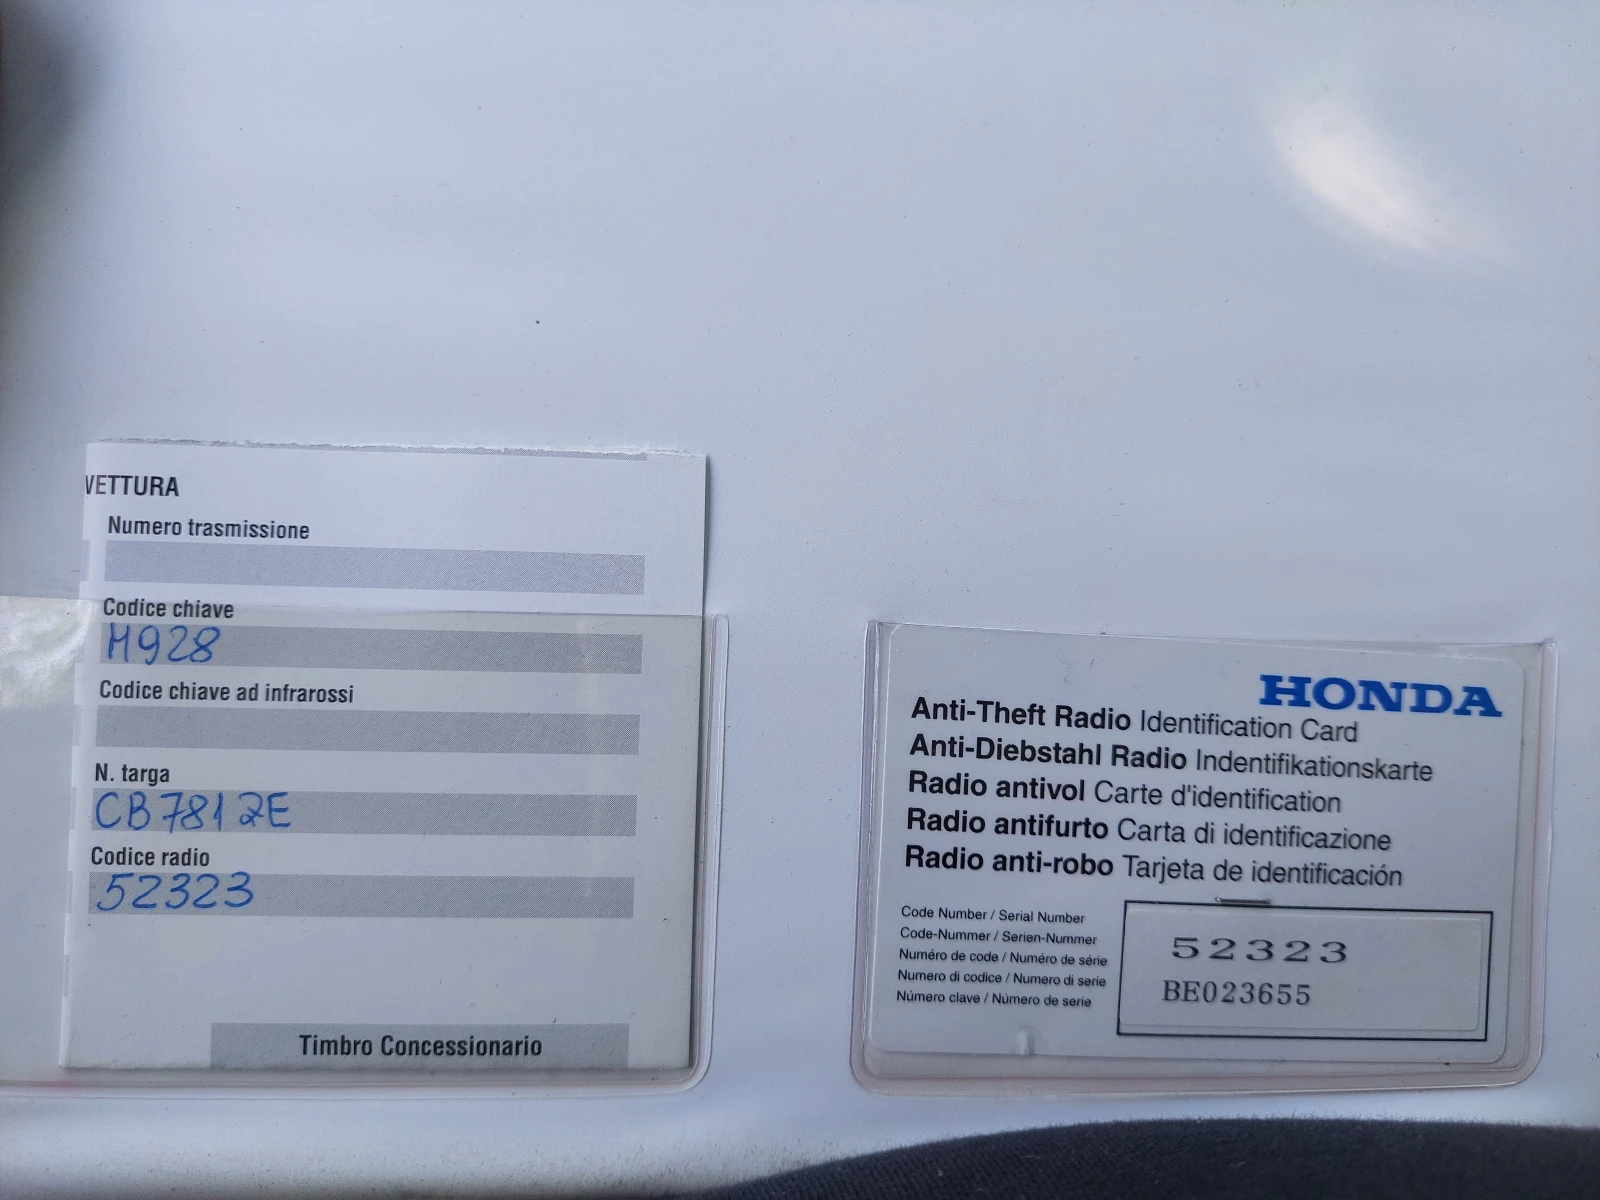 VETTURA
Numero trasmissione
Codice chiave
H928
Codice chiave ad infrarossi
N. targa
CB7812E
Codice radio
52323
Timbro Concessionario
HONDA
Anti-Theft Radio Identification Card
Anti-Diebstahl Radio Indentifikationskarte
Radio antivol Carte d'identification
Radio antifurto Carta di identificazione
Radio anti-robo Tarjeta de identificación
Code Number / Serial Number
Code-Nummer / Serien-Nummer
Numéro de code / Numéro de série
Numero di codice / Numero di serie
Número clave / Número de serie
52323
BE023655